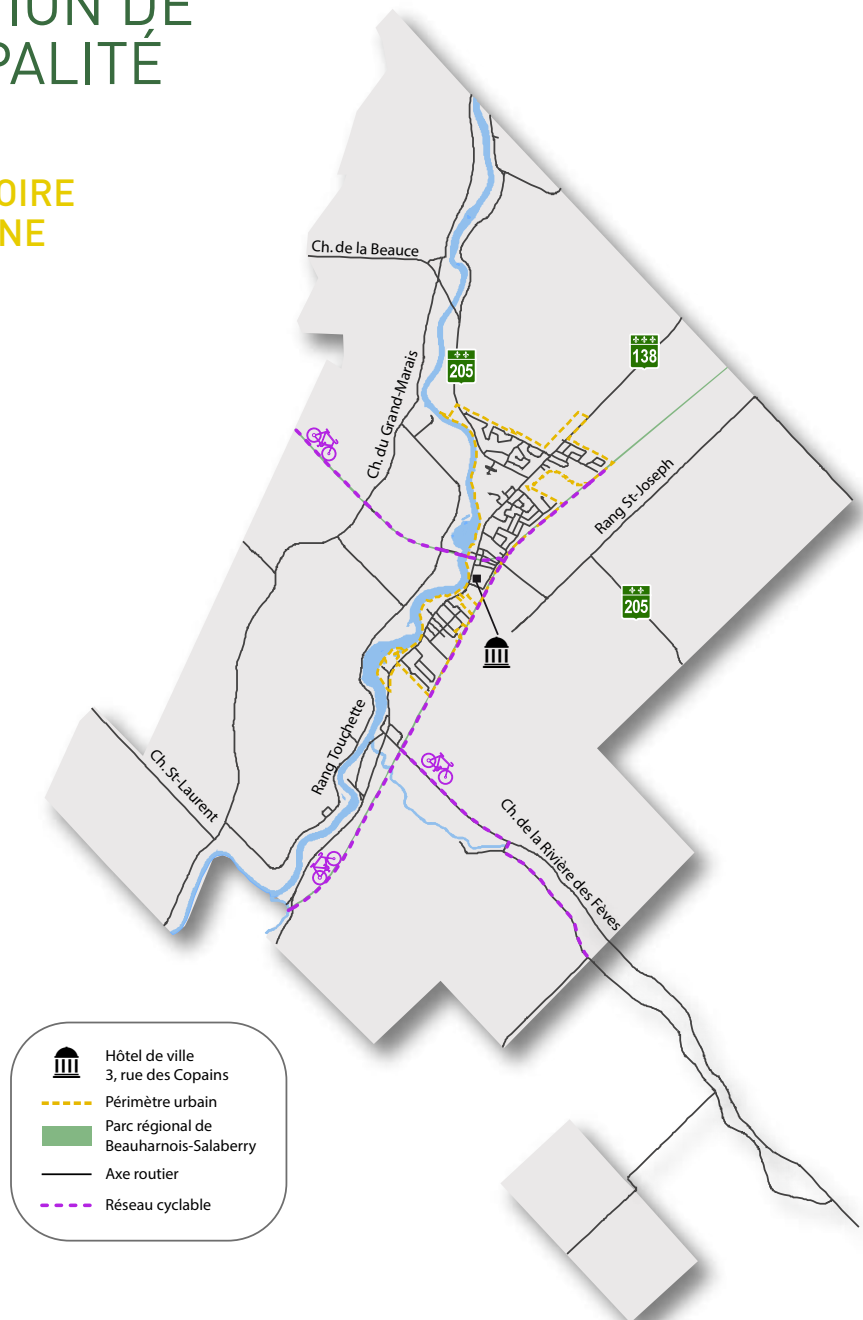 TION DE
PALITÉ
OIRE
NE
Ch. de la Beauce
205
138
Ch. du Grand-Marais
Rang St-Joseph
205
Rang Touchette
Ch. St-Laurent
Ch. de la Rivière des Fèves
Hôtel de ville
3, rue des Copains
Périmètre urbain
Parc régional de
Beauharnois-Salaberry
Axe routier
Réseau cyclable